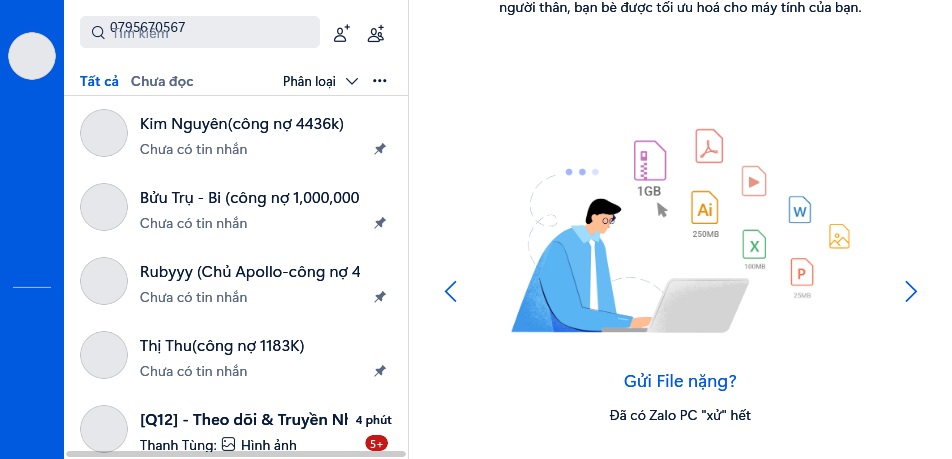 người thân, bạn bè được tối ưu hoá cho máy tính của bạn.
0795670567
Tìm kiếm
Tất cả Chưa đọc Phân loại
Kim Nguyên(công nợ 4436k)
Chưa có tin nhắn
Bửu Trụ - Bi (công nợ 1,000,000
Chưa có tin nhắn
Rubyyy (Chủ Apollo-công nợ 4
Chưa có tin nhắn
Thị Thu(công nợ 1183K)
Chưa có tin nhắn
[Q12] - Theo dõi & Truyền Nh 4 phút
Thanh Tùng: Hình ảnh 5+
1GB
Ai
250MB
W
X
100MB
P
25MB
Gửi File nặng?
Đã có Zalo PC "xử" hết